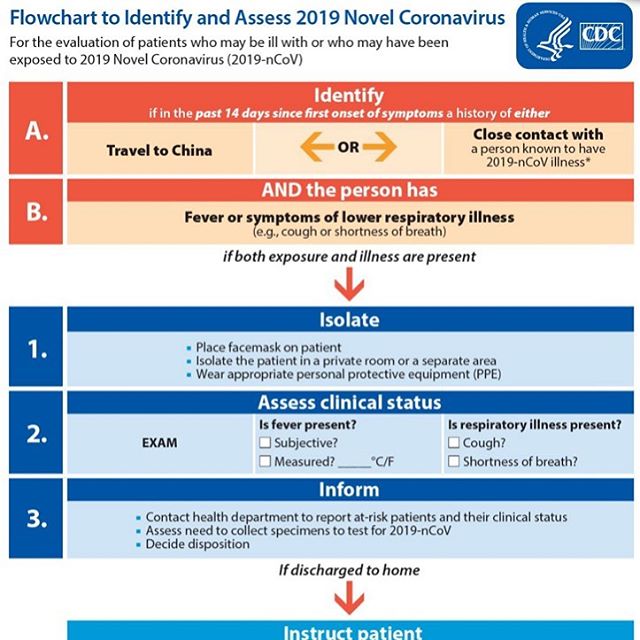 Flowchart to Identify and Assess 2019 Novel Coronavirus
For the evaluation of patients who may be ill with or who may have been
exposed to 2019 Novel Coronavirus (2019-nCoV)
CDC
A.
Identify
if in the past 14 days since first onset of symptoms a history of either
Travel to China
OR
Close contact with
a person known to have
2019-nCoV illness*
B.
AND the person has
Fever or symptoms of lower respiratory illness
(e.g., cough or shortness of breath)
if both exposure and illness are present
1.
Isolate
▪ Place facemask on patient
▪ Isolate the patient in a private room or a separate area
▪ Wear appropriate personal protective equipment (PPE)
2.
Assess clinical status
EXAM
Is fever present?
☐ Subjective?
☐ Measured? _____°C/F
Is respiratory illness present?
☐ Cough?
☐ Shortness of breath?
3.
Inform
▪ Contact health department to report at-risk patients and their clinical status
▪ Assess need to collect specimens to test for 2019-nCoV
▪ Decide disposition
If discharged to home
Instruct patient